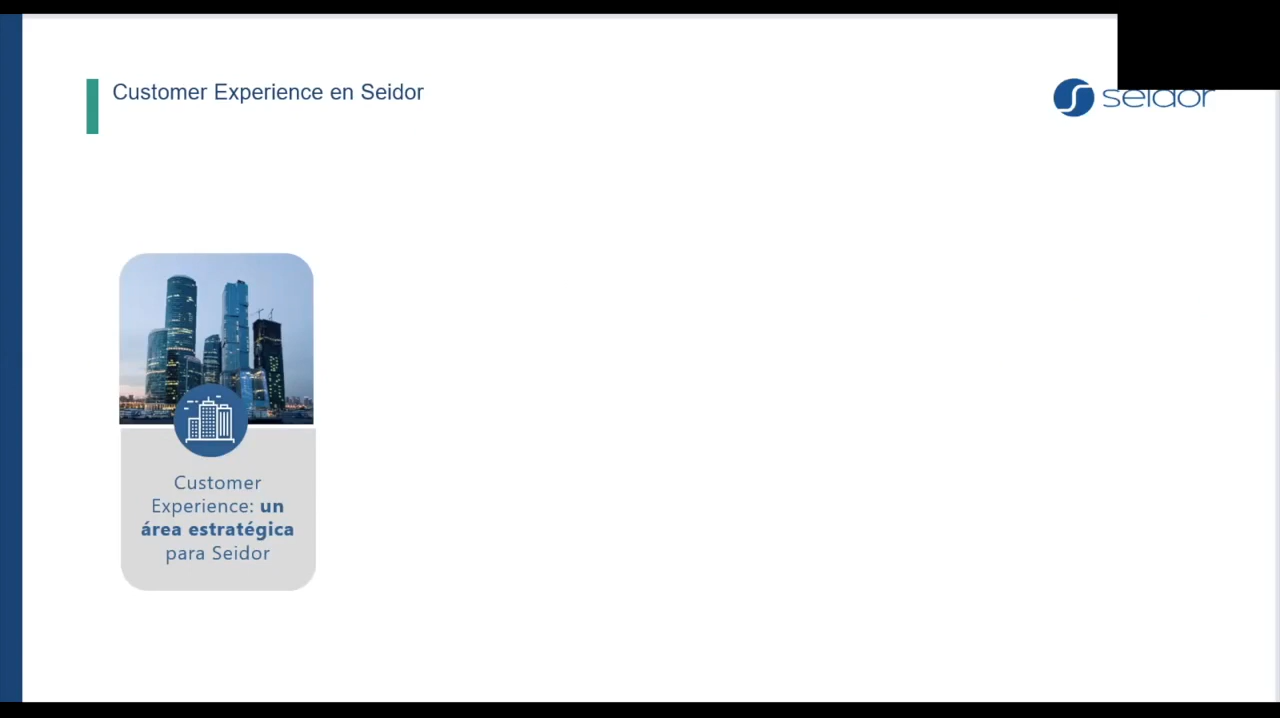 Customer Experience en Seidor
seidor
Customer
Experience: un
área estratégica
para Seidor